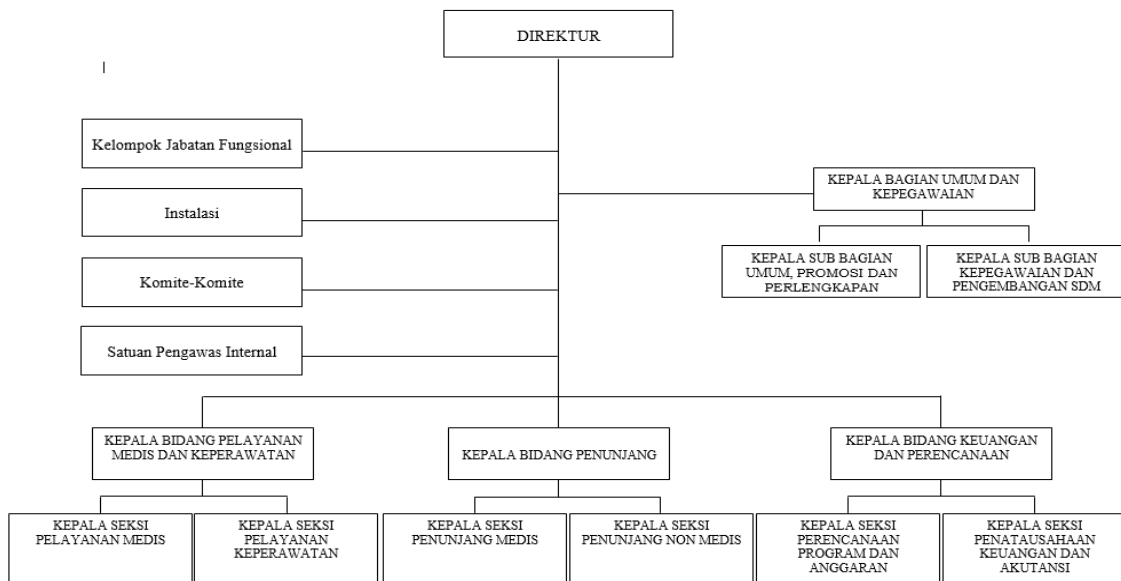 DIREKTUR
Kelompok Jabatan Fungsional
KEPALA BAGIAN UMUM DAN
KEPEGAWAIAN
Instalasi
KEPALA SUB BAGIAN
UMUM, PROMOSI DAN
PERLENGKAPAN
KEPALA SUB BAGIAN
KEPEGAWAIAN DAN
PENGEMBANGAN SDM
Komite-Komite
Satuan Pengawas Internal
KEPALA BIDANG PELAYANAN
MEDIS DAN KEPERAWATAN
KEPALA BIDANG PENUNJANG
KEPALA BIDANG KEUANGAN
DAN PERENCANAAN
KEPALA SEKSI
PELAYANAN MEDIS
KEPALA SEKSI
PELAYANAN
KEPERAWATAN
KEPALA SEKSI
PENUNJANG MEDIS
KEPALA SEKSI
PENUNJANG NON MEDIS
KEPALA SEKSI
PERENCANAAN
PROGRAM DAN
ANGGARAN
KEPALA SEKSI
PENATAUSAHAAN
KEUANGAN DAN
AKUTANSI